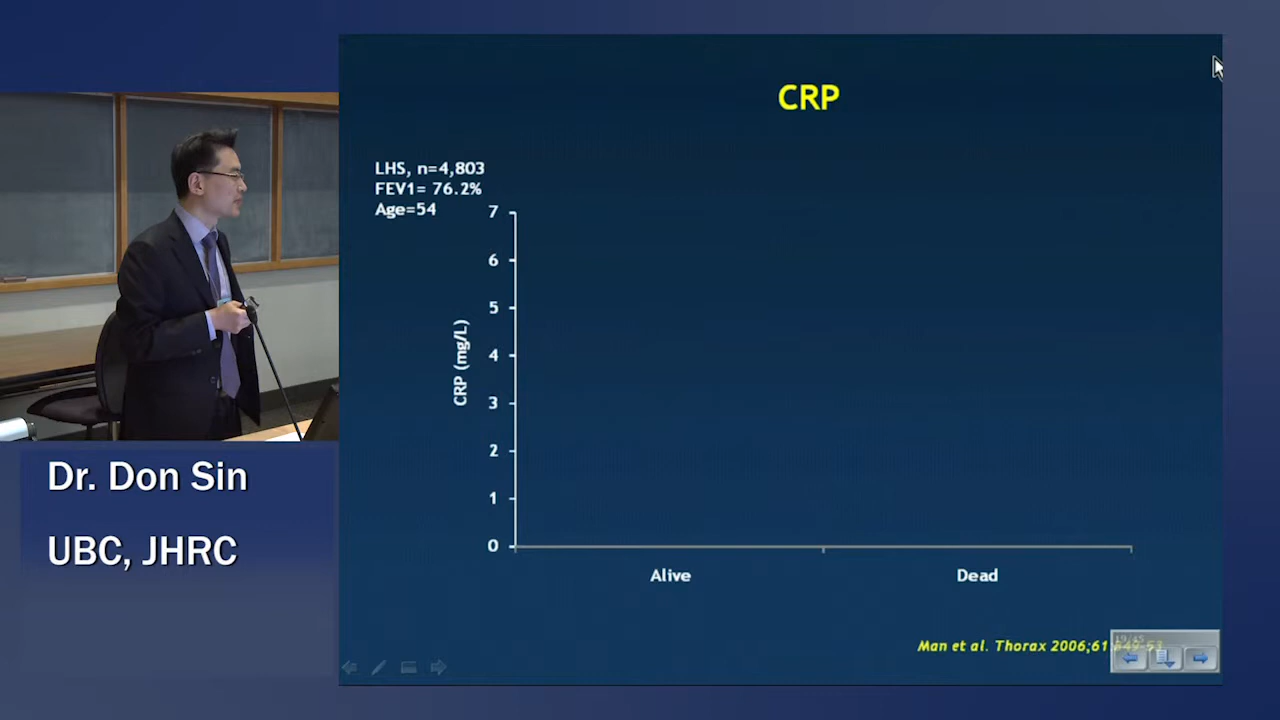 CRP
LHS, n=4,803
FEV1= 76.2%
Age=54
7
6
5
4
3
2
1
0
CRP (mg/L)
Alive
Dead
Man et al. Thorax 2006;61
Dr. Don Sin
UBC, JHRC